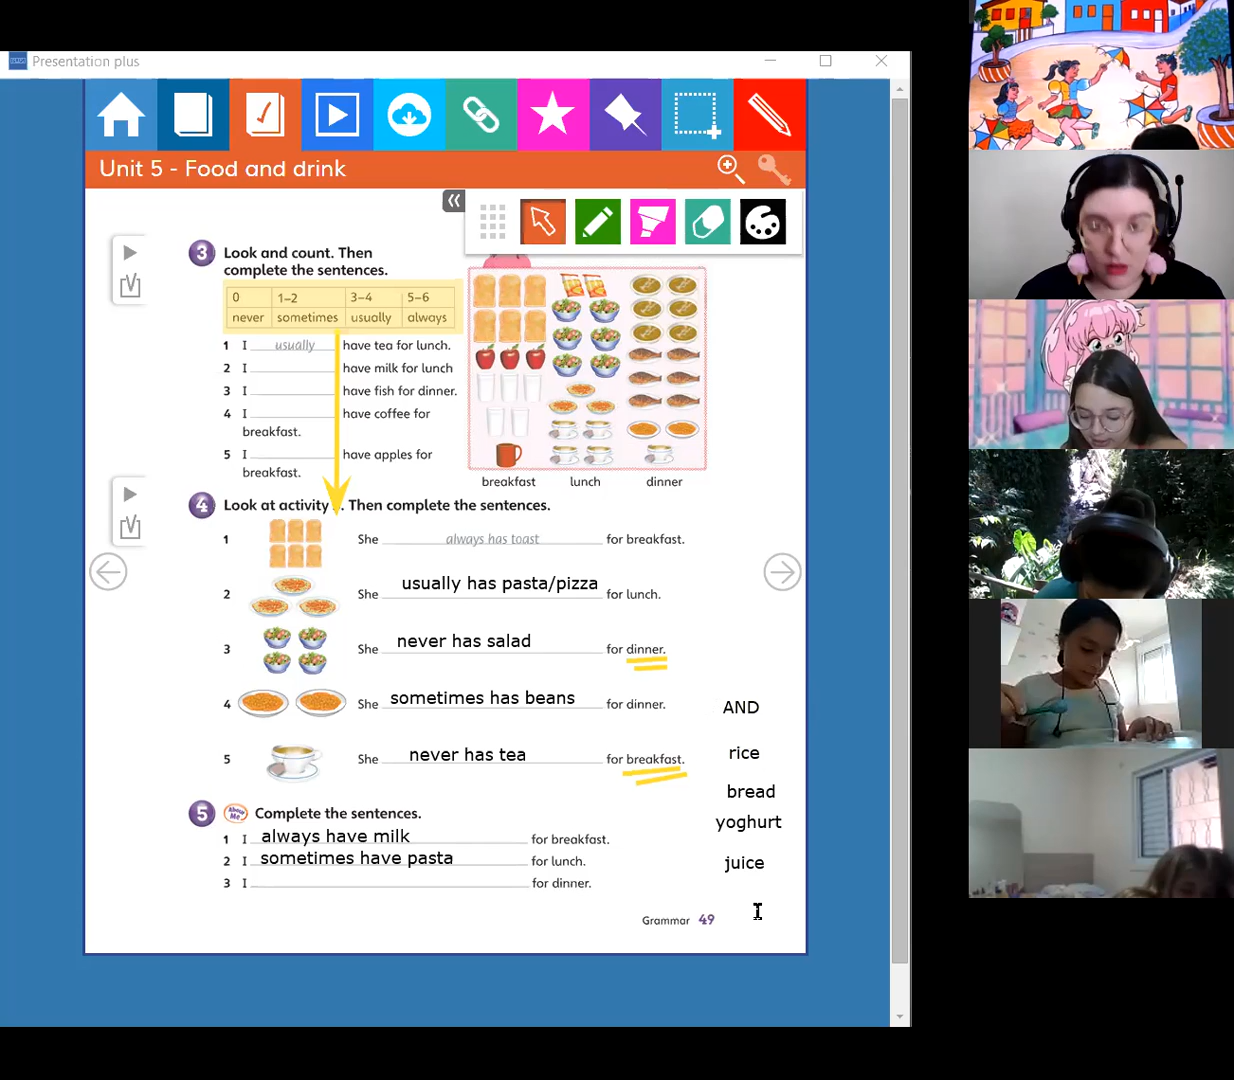 Presentation plus
Unit 5 - Food and drink
3 Look and count. Then
complete the sentences.
0 1–2 3–4 5–6
never sometimes usually always
1 I usually have tea for lunch.
2 I have milk for lunch
3 I have fish for dinner.
4 I have coffee for
breakfast.
5 I have apples for
breakfast.
breakfast lunch dinner
4 Look at activity . Then complete the sentences.
1 She always has toast for breakfast.
2 She usually has pasta/pizza for lunch.
3 She never has salad for dinner.
4 She sometimes has beans for dinner.
5 She never has tea for breakfast.
AND
rice
bread
yoghurt
juice
5 About Me Complete the sentences.
1 I always have milk for breakfast.
2 I sometimes have pasta for lunch.
3 I for dinner.
Grammar 49